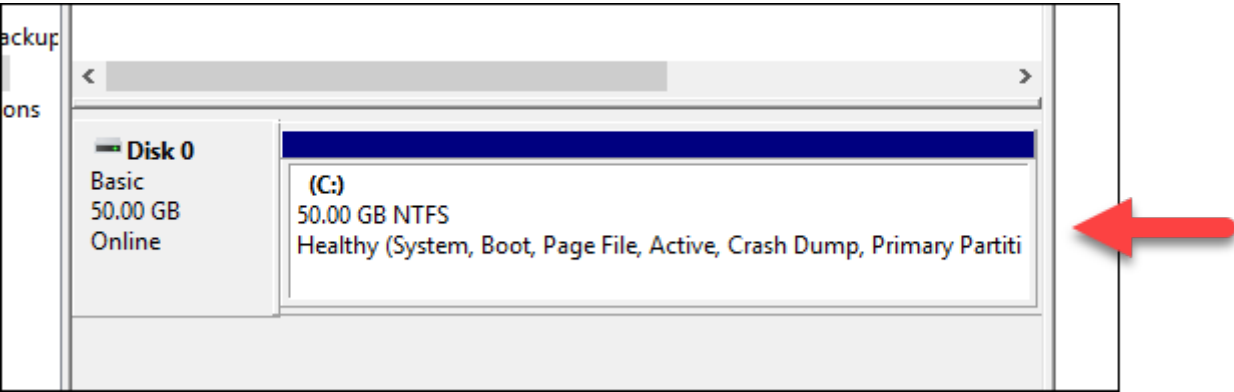 ons
Disk 0
Basic
50.00 GB
Online
(C:)
50.00 GB NTFS
Healthy (System, Boot, Page File, Active, Crash Dump, Primary Partiti